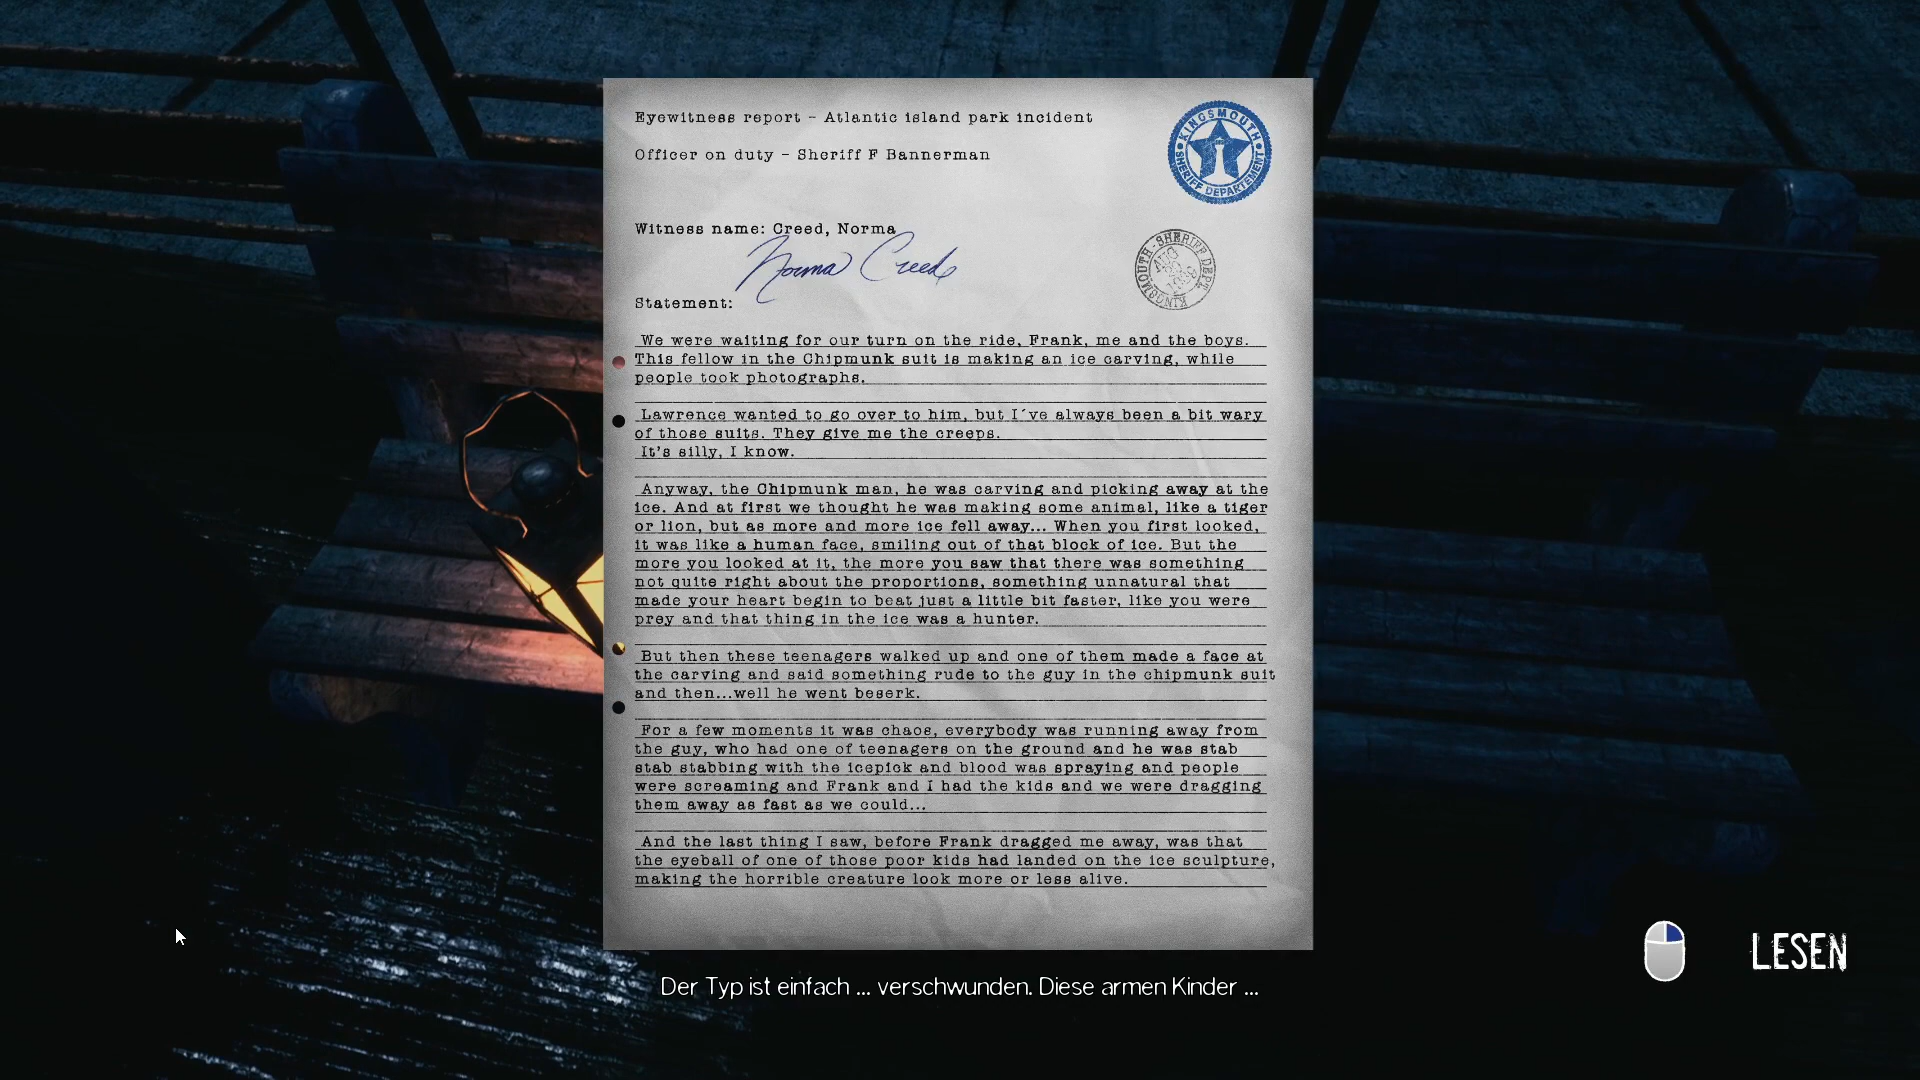 Eyewitness report - Atlantic island park incident
KINGSMOUTH
SHERIFF DEPARTEMENT
Officer on duty - Sheriff F Bannerman
Witness name: Creed, Norma
Norma Creed
KINGSMOUTH - SHERIFF DEPT.
Statement:
We were waiting for our turn on the ride, Frank, me and the boys.
This fellow in the Chipmunk suit is making an ice carving, while
people took photographs.
Lawrence wanted to go over to him, but I´ve always been a bit wary
of those suits. They give me the creeps.
It's silly, I know.
Anyway, the Chipmunk man, he was carving and picking away at the
ice. And at first we thought he was making some animal, like a tiger
or lion, but as more and more ice fell away... When you first looked,
it was like a human face, smiling out of that block of ice. But the
more you looked at it, the more you saw that there was something
not quite right about the proportions, something unnatural that
made your heart begin to beat just a little bit faster, like you were
prey and that thing in the ice was a hunter.
But then these teenagers walked up and one of them made a face at
the carving and said something rude to the guy in the chipmunk suit
and then...well he went beserk.
For a few moments it was chaos, everybody was running away from
the guy, who had one of teenagers on the ground and he was stab
stab stabbing with the icepick and blood was spraying and people
were screaming and Frank and I had the kids and we were dragging
them away as fast as we could...
And the last thing I saw, before Frank dragged me away, was that
the eyeball of one of those poor kids had landed on the ice sculpture,
making the horrible creature look more or less alive.
LESEN
Der Typ ist einfach ... verschwunden. Diese armen Kinder ...